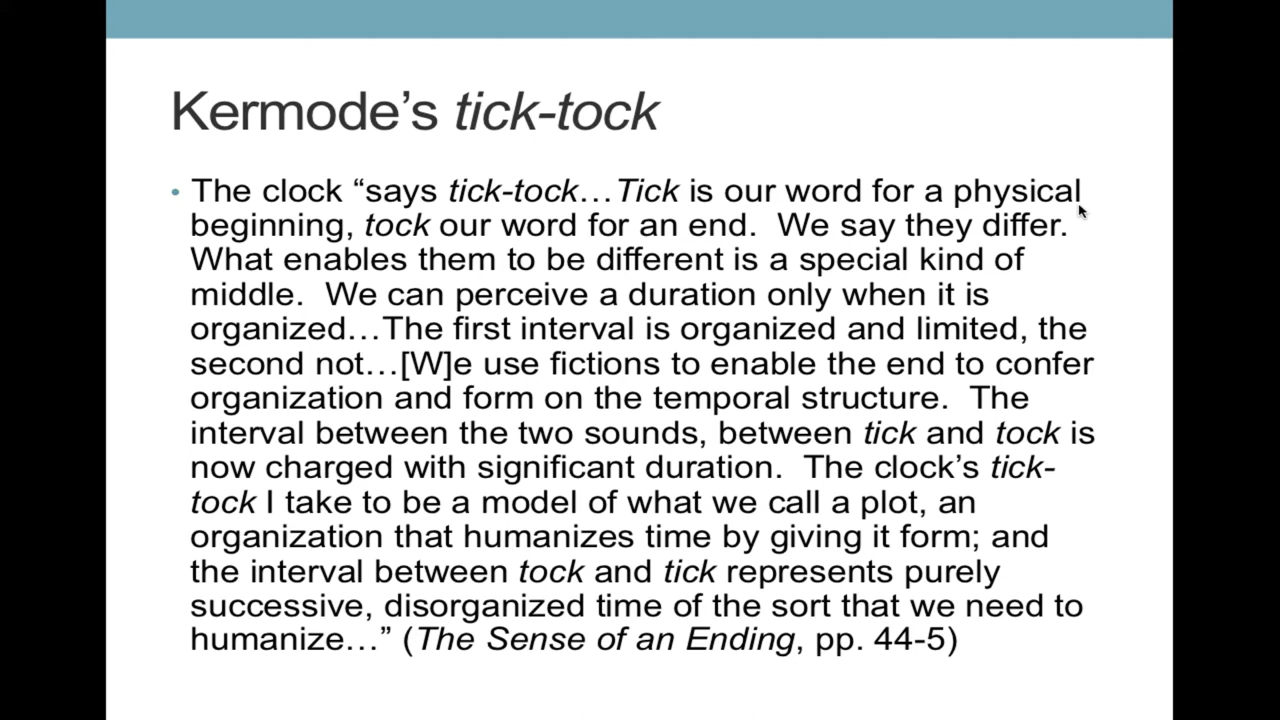 Kermode’s tick-tock
• The clock “says tick-tock…Tick is our word for a physical
beginning, tock our word for an end.  We say they differ.
What enables them to be different is a special kind of
middle.  We can perceive a duration only when it is
organized…The first interval is organized and limited, the
second not…[W]e use fictions to enable the end to confer
organization and form on the temporal structure.  The
interval between the two sounds, between tick and tock is
now charged with significant duration.  The clock’s tick-
tock I take to be a model of what we call a plot, an
organization that humanizes time by giving it form; and
the interval between tock and tick represents purely
successive, disorganized time of the sort that we need to
humanize…” (The Sense of an Ending, pp. 44-5)